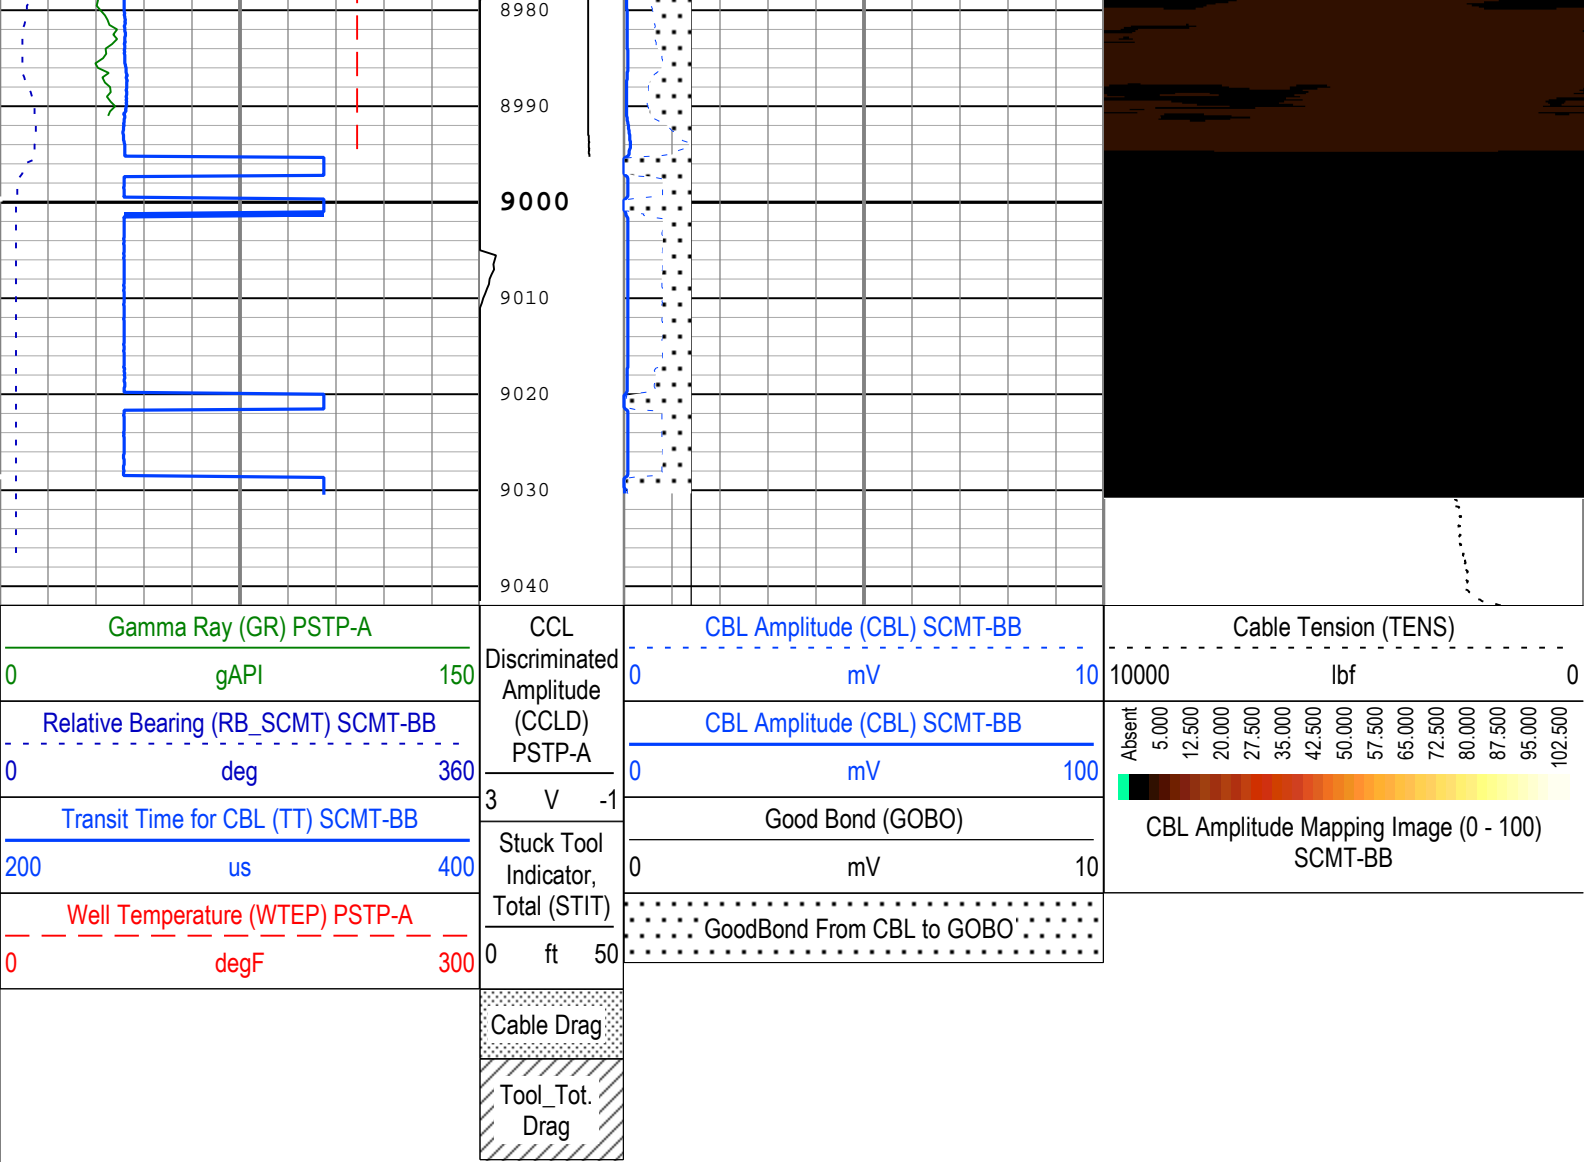 8980
8990
9000
9010
9020
9030
9040
Gamma Ray (GR) PSTP-A
0 gAPI 150
Relative Bearing (RB_SCMT) SCMT-BB
0 deg 360
Transit Time for CBL (TT) SCMT-BB
200 us 400
Well Temperature (WTEP) PSTP-A
0 degF 300
CCL
Discriminated
Amplitude
(CCLD)
PSTP-A
3 V -1
Stuck Tool
Indicator,
Total (STIT)
0 ft 50
Cable Drag
Tool_Tot.
Drag
CBL Amplitude (CBL) SCMT-BB
0 mV 10
CBL Amplitude (CBL) SCMT-BB
0 mV 100
Good Bond (GOBO)
0 mV 10
GoodBond From CBL to GOBO
Cable Tension (TENS)
10000 lbf 0
Absent
5.000
12.500
20.000
27.500
35.000
42.500
50.000
57.500
65.000
72.500
80.000
87.500
95.000
102.500
CBL Amplitude Mapping Image (0 - 100)
SCMT-BB